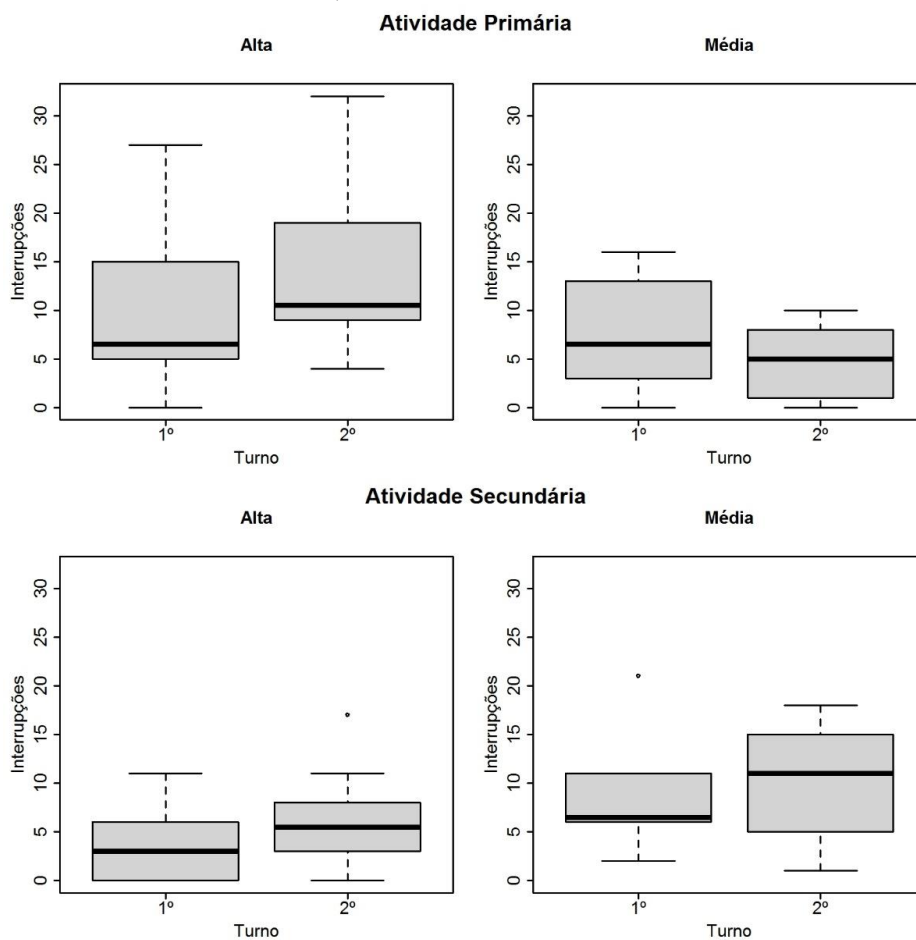 Atividade Primária
Alta
Média
Interrupções
0 5 10 15 20 25 30
1º 2º
Turno
Interrupções
0 5 10 15 20 25 30
1º 2º
Turno
Atividade Secundária
Alta
Média
Interrupções
0 5 10 15 20 25 30
1º 2º
Turno
Interrupções
0 5 10 15 20 25 30
1º 2º
Turno